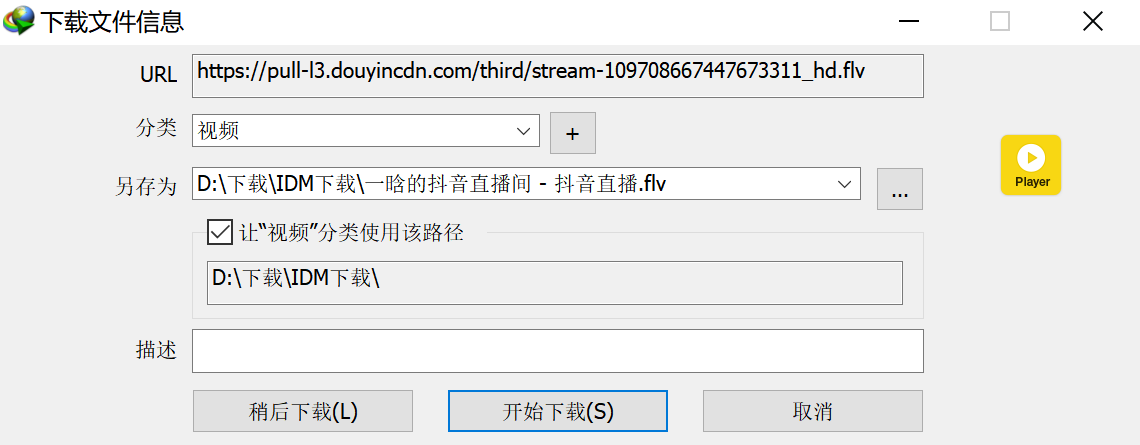 下载文件信息
URL
https://pull-l3.douyincdn.com/third/stream-109708667447673311_hd.flv
分类
视频
+
另存为
D:\下载\IDM下载\一啥的抖音直播间 - 抖音直播.flv
...
Player
让“视频”分类使用该路径
D:\下载\IDM下载\
描述
稍后下载(L)
开始下载(S)
取消